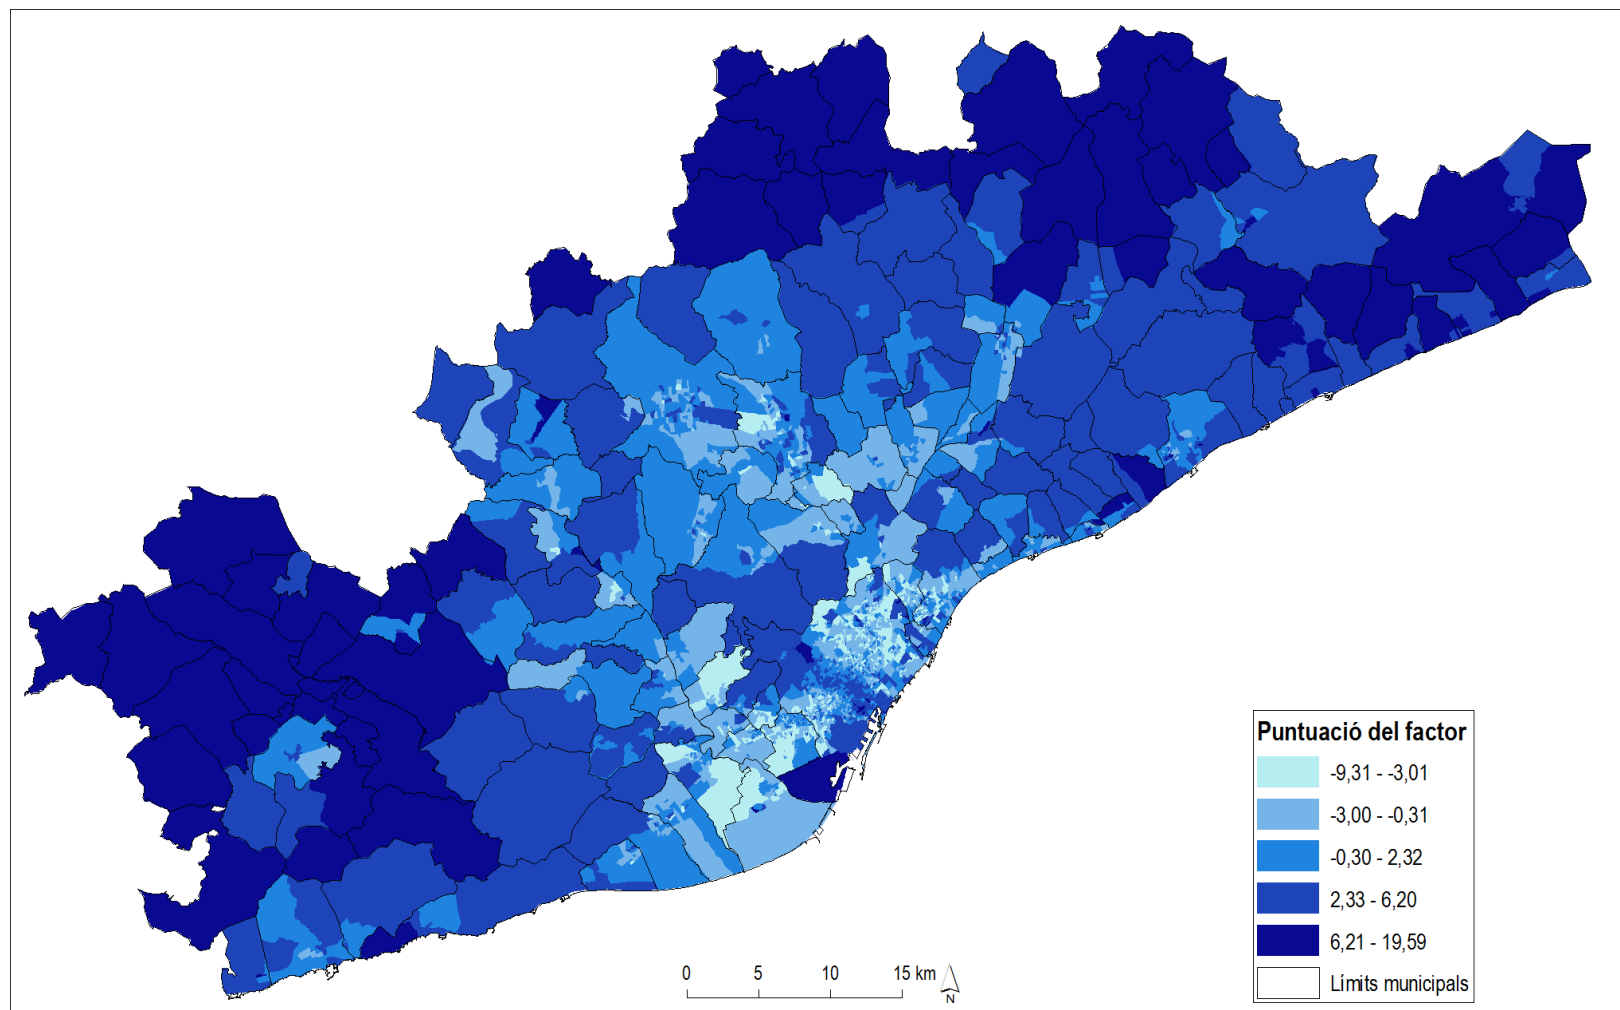 Puntuació del factor
-9,31 - -3,01
-3,00 - -0,31
-0,30 - 2,32
2,33 - 6,20
6,21 - 19,59
Límits municipals
0 5 10 15 km
N